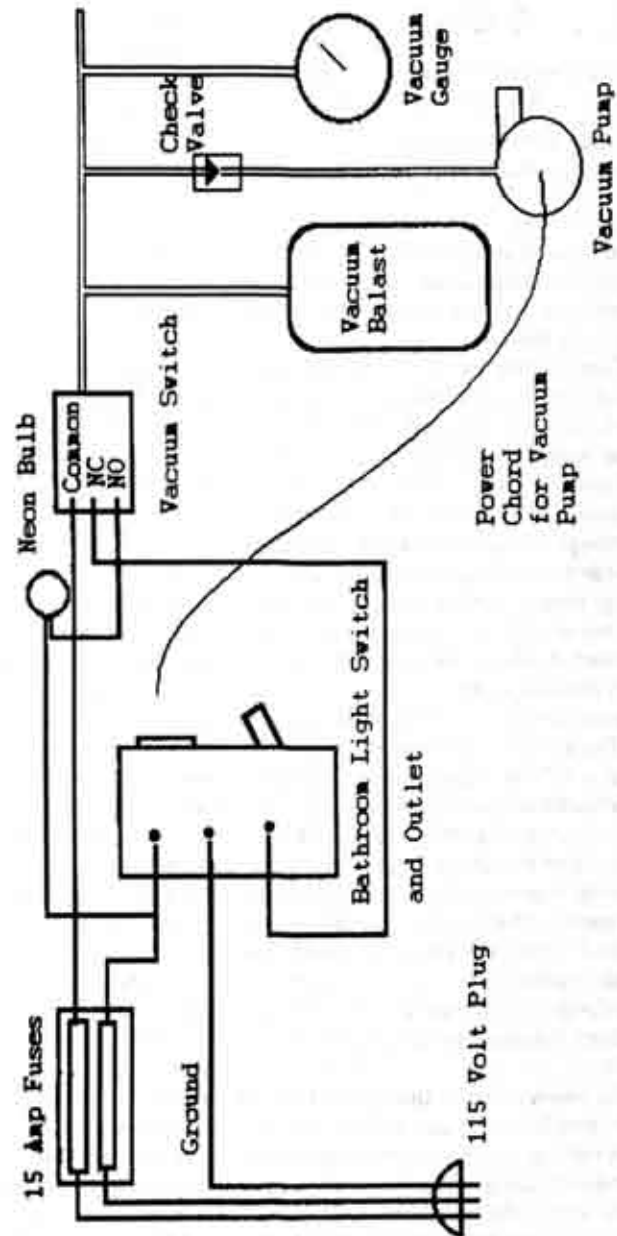 15 Amp Fuses
Neon Bulb
Common
NC
NO
Vacuum Switch
Check
Valve
Vacuum
Gauge
Vacuum
Balast
Vacuum Pump
Ground
Bathroom Light Switch
and Outlet
Power
Chord
for Vacuum
Pump
115 Volt Plug